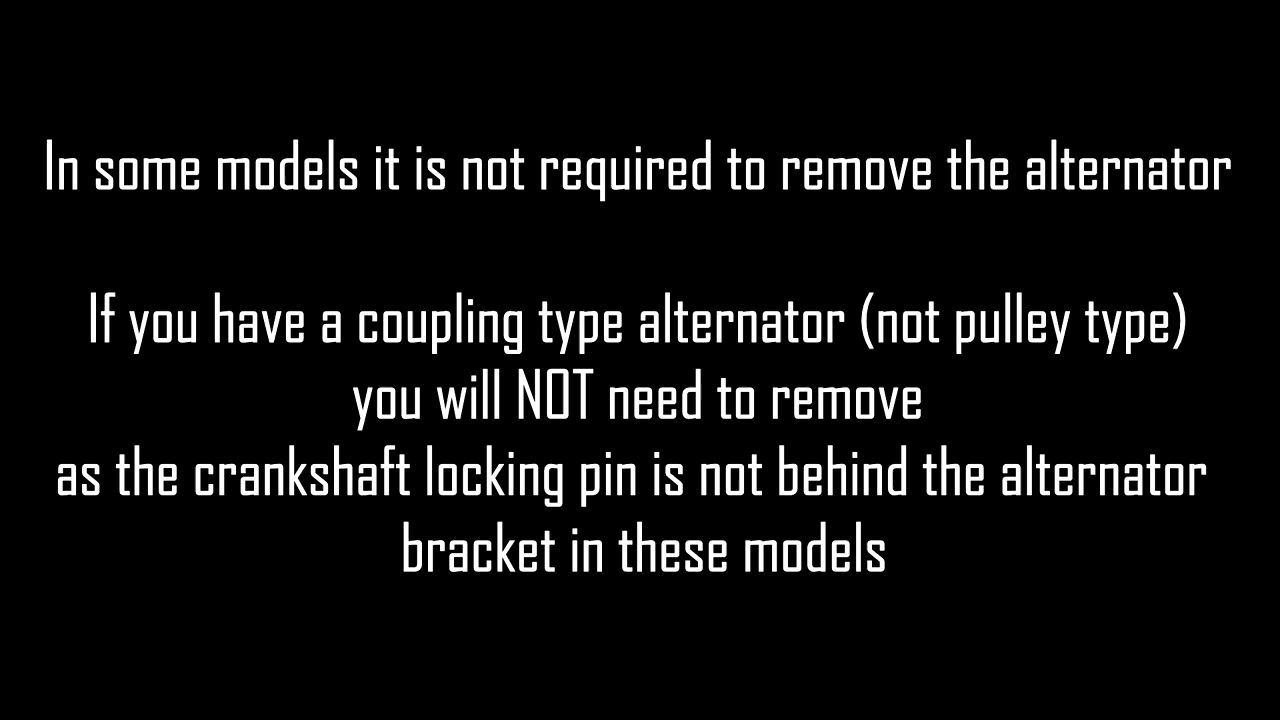 In some models it is not required to remove the alternator
If you have a coupling type alternator (not pulley type)
you will NOT need to remove
as the crankshaft locking pin is not behind the alternator
bracket in these models